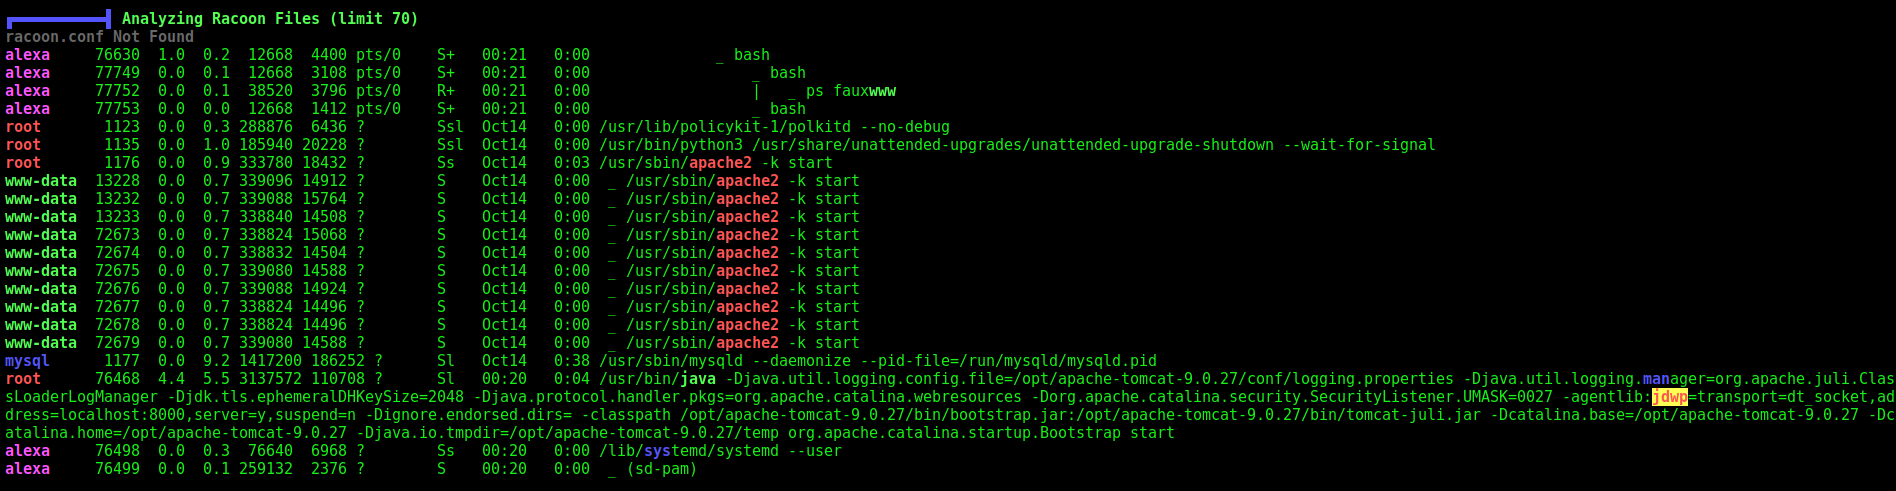 Analyzing Racoon Files (limit 70)
racoon.conf Not Found
alexa     76630  1.0  0.2  12668  4400 pts/0    S+   00:21   0:00              _ bash
alexa     77749  0.0  0.1  12668  3108 pts/0    S+   00:21   0:00                  _ bash
alexa     77752  0.0  0.1  38520  3796 pts/0    R+   00:21   0:00                  |   _ ps fauxwww
alexa     77753  0.0  0.0  12668  1412 pts/0    S+   00:21   0:00                  _ bash
root       1123  0.0  0.3 288876  6436 ?        Ssl  Oct14   0:00 /usr/lib/policykit-1/polkitd --no-debug
root       1135  0.0  1.0 185940 20228 ?        Ssl  Oct14   0:00 /usr/bin/python3 /usr/share/unattended-upgrades/unattended-upgrade-shutdown --wait-for-signal
root       1176  0.0  0.9 333780 18432 ?        Ss   Oct14   0:03 /usr/sbin/apache2 -k start
www-data  13228  0.0  0.7 339096 14912 ?        S    Oct14   0:00  _ /usr/sbin/apache2 -k start
www-data  13232  0.0  0.7 339088 15764 ?        S    Oct14   0:00  _ /usr/sbin/apache2 -k start
www-data  13233  0.0  0.7 338840 14508 ?        S    Oct14   0:00  _ /usr/sbin/apache2 -k start
www-data  72673  0.0  0.7 338824 15068 ?        S    Oct14   0:00  _ /usr/sbin/apache2 -k start
www-data  72674  0.0  0.7 338832 14504 ?        S    Oct14   0:00  _ /usr/sbin/apache2 -k start
www-data  72675  0.0  0.7 339080 14588 ?        S    Oct14   0:00  _ /usr/sbin/apache2 -k start
www-data  72676  0.0  0.7 339088 14924 ?        S    Oct14   0:00  _ /usr/sbin/apache2 -k start
www-data  72677  0.0  0.7 338824 14496 ?        S    Oct14   0:00  _ /usr/sbin/apache2 -k start
www-data  72678  0.0  0.7 338824 14496 ?        S    Oct14   0:00  _ /usr/sbin/apache2 -k start
www-data  72679  0.0  0.7 339080 14588 ?        S    Oct14   0:00  _ /usr/sbin/apache2 -k start
mysql      1177  0.0  9.2 1417200 186252 ?      Sl   Oct14   0:38 /usr/sbin/mysqld --daemonize --pid-file=/run/mysqld/mysqld.pid
root      76468  4.4  5.5 3137572 110708 ?      Sl   00:20   0:04 /usr/bin/java -Djava.util.logging.config.file=/opt/apache-tomcat-9.0.27/conf/logging.properties -Djava.util.logging.manager=org.apache.juli.Clas
sLoaderLogManager -Djdk.tls.ephemeralDHKeySize=2048 -Djava.protocol.handler.pkgs=org.apache.catalina.webresources -Dorg.apache.catalina.security.SecurityListener.UMASK=0027 -agentlib:jdwp=transport=dt_socket,ad
dress=localhost:8000,server=y,suspend=n -Dignore.endorsed.dirs= -classpath /opt/apache-tomcat-9.0.27/bin/bootstrap.jar:/opt/apache-tomcat-9.0.27/bin/tomcat-juli.jar -Dcatalina.base=/opt/apache-tomcat-9.0.27 -Dc
atalina.home=/opt/apache-tomcat-9.0.27 -Djava.io.tmpdir=/opt/apache-tomcat-9.0.27/temp org.apache.catalina.startup.Bootstrap start
alexa     76498  0.0  0.3  76640  6968 ?        Ss   00:20   0:00 /lib/systemd/systemd --user
alexa     76499  0.0  0.1 259132  2376 ?        S    00:20   0:00  _ (sd-pam)